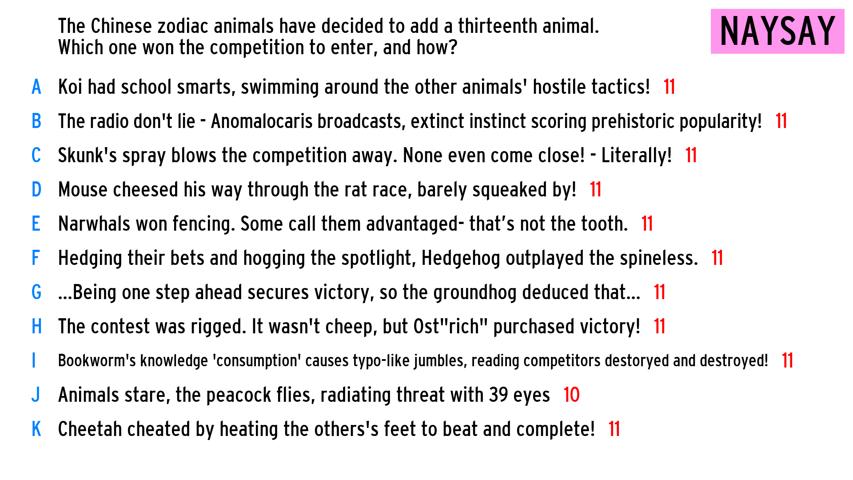 The Chinese zodiac animals have decided to add a thirteenth animal.
Which one won the competition to enter, and how?
NAYSAY
A Koi had school smarts, swimming around the other animals' hostile tactics! 11
B The radio don't lie - Anomalocaris broadcasts, extinct instinct scoring prehistoric popularity! 11
C Skunk's spray blows the competition away. None even come close! - Literally! 11
D Mouse cheesed his way through the rat race, barely squeaked by! 11
E Narwhals won fencing. Some call them advantaged- that's not the tooth. 11
F Hedging their bets and hogging the spotlight, Hedgehog outplayed the spineless. 11
G ...Being one step ahead secures victory, so the groundhog deduced that... 11
H The contest was rigged. It wasn't cheep, but Ost"rich" purchased victory! 11
I Bookworm's knowledge 'consumption' causes typo-like jumbles, reading competitors destoryed and destroyed! 11
J Animals stare, the peacock flies, radiating threat with 39 eyes 10
K Cheetah cheated by heating the others's feet to beat and complete! 11